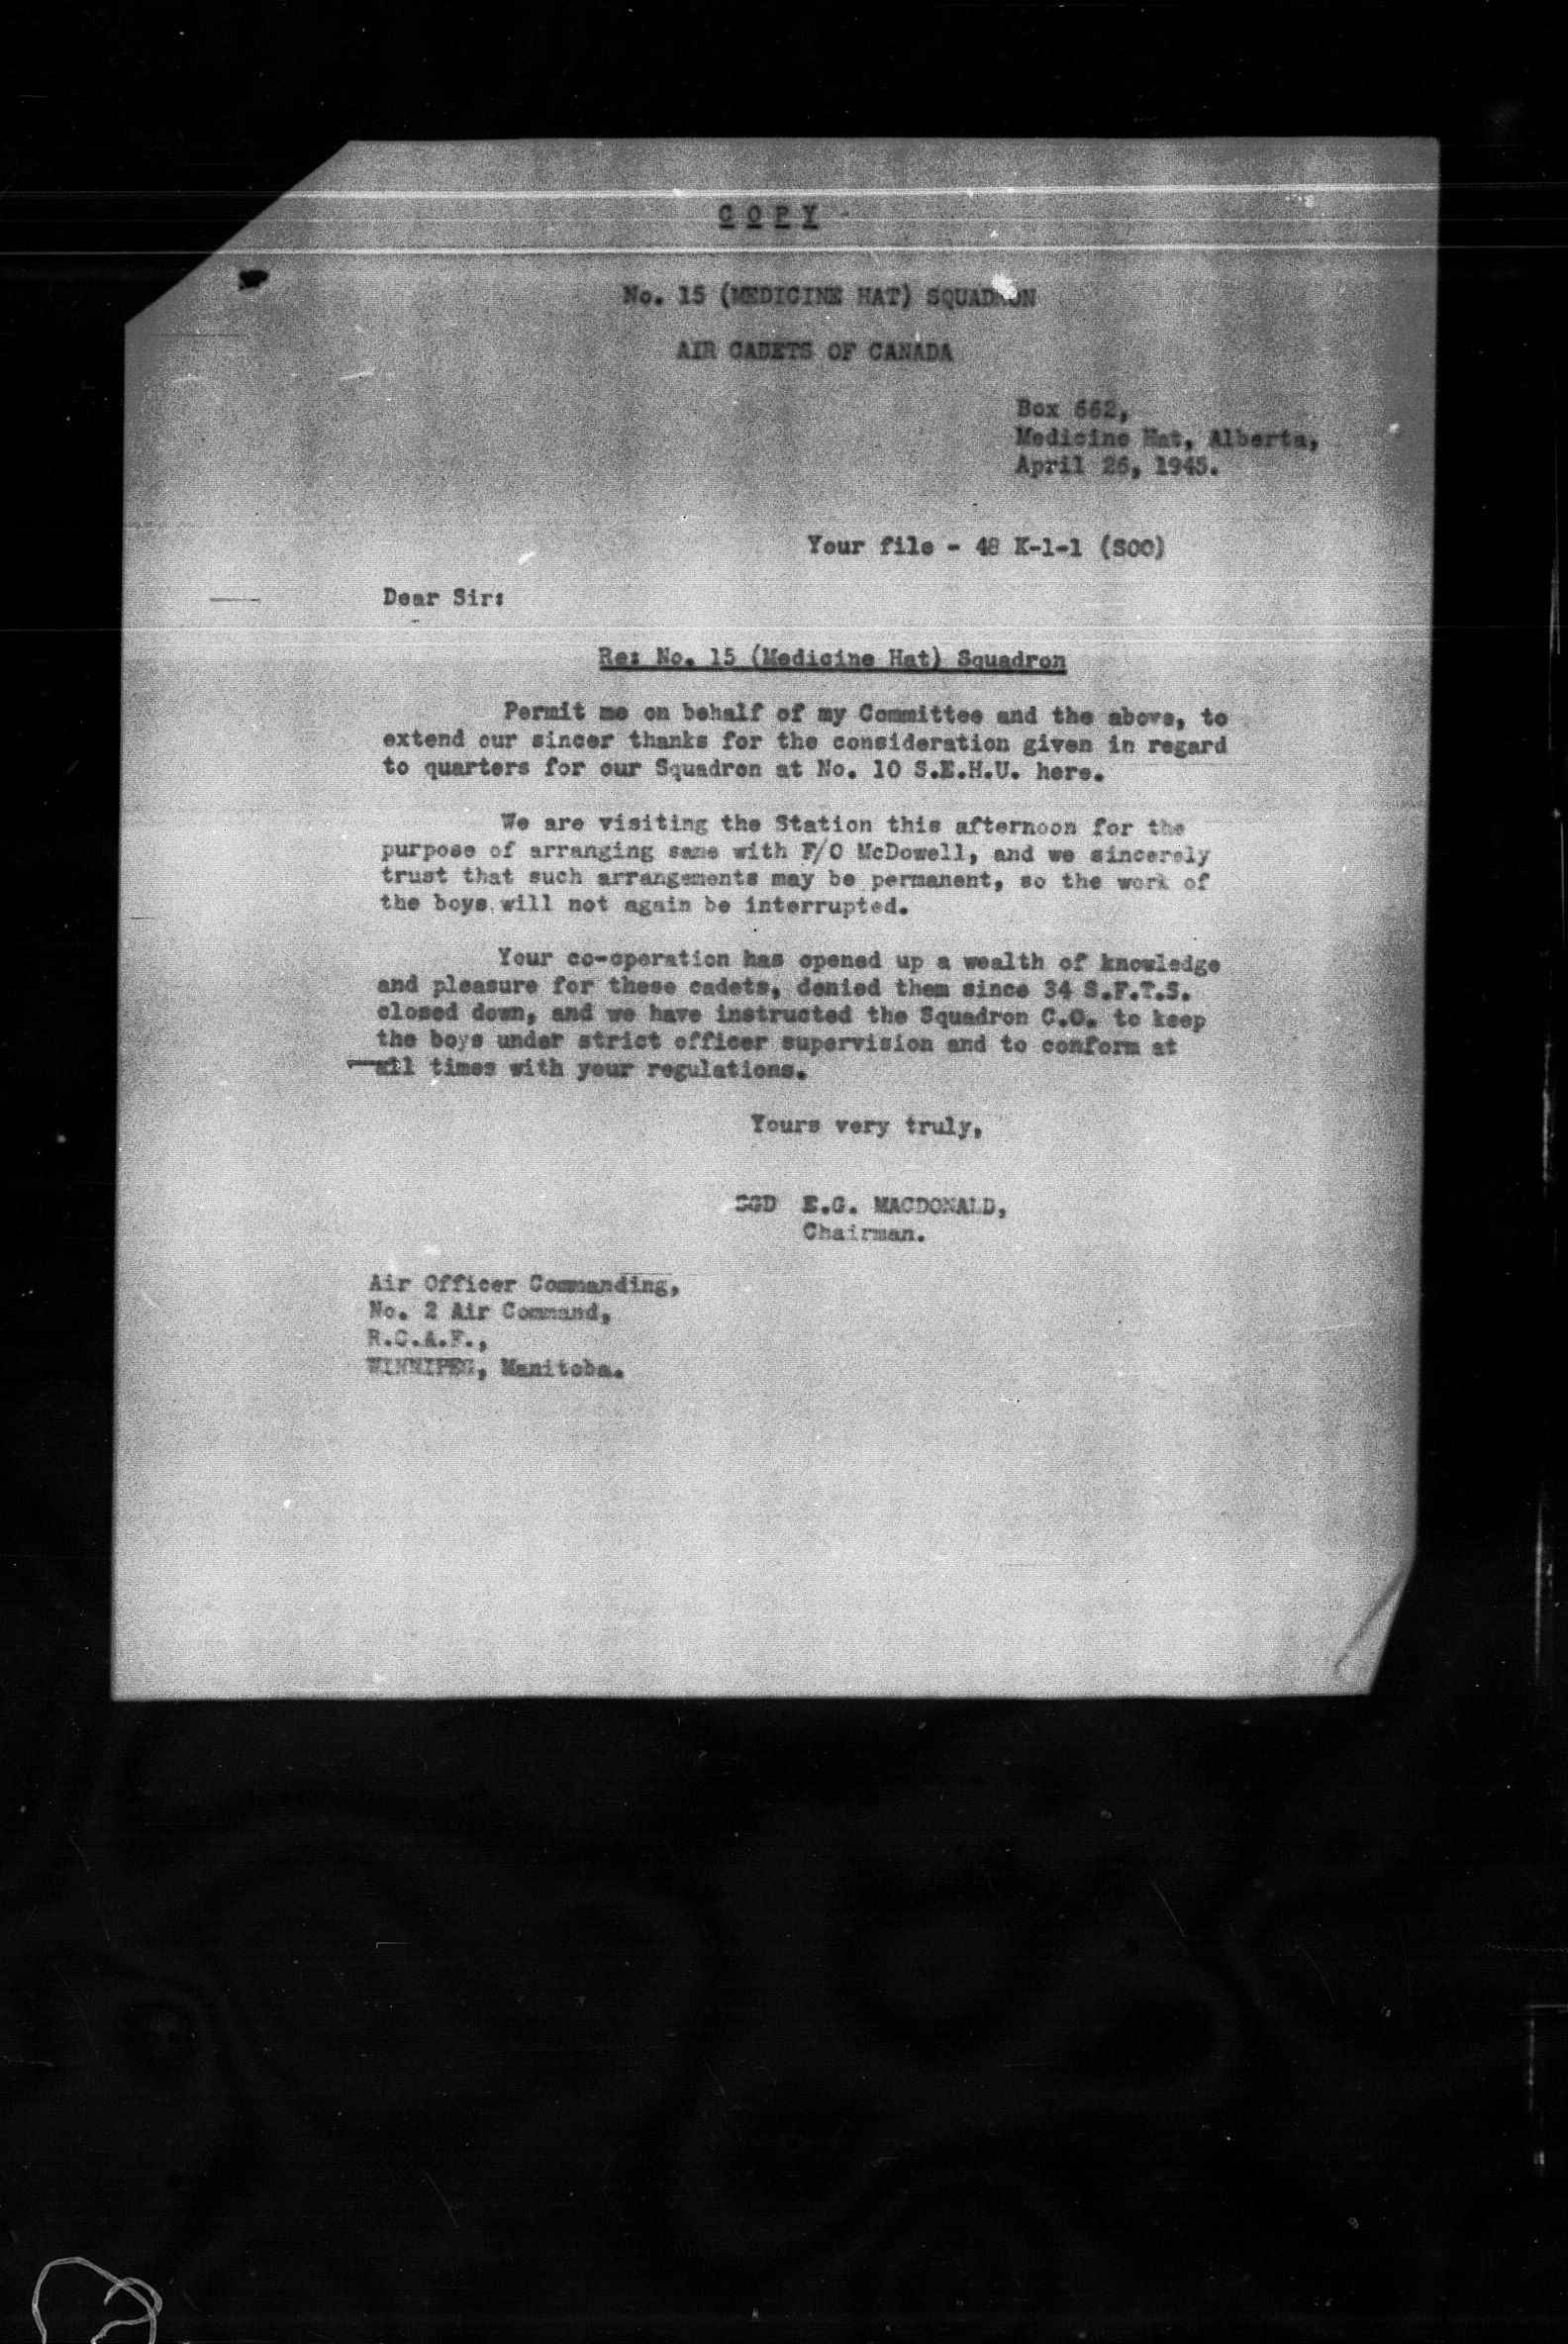 COPY
No. 15 (MEDICINE HAT) SQUADRON
AIR CADETS OF CANADA
Box 662,
Medicine Hat, Alberta,
April 26, 1945.
Your file - 48 K-1-1 (SOO)
Dear Sir:
Re: No. 15 (Medicine Hat) Squadron
Permit me on behalf of my Committee and the above, to
extend our sincer thanks for the consideration given in regard
to quarters for our Squadron at No. 10 S.E.H.U. here.
We are visiting the Station this afternoon for the
purpose of arranging same with F/O McDowell, and we sincerely
trust that such arrangements may be permanent, so the work of
the boys will not again be interrupted.
Your co-operation has opened up a wealth of knowledge
and pleasure for these cadets, denied them since 34 S.F.T.S.
closed down, and we have instructed the Squadron C.O. to keep
the boys under strict officer supervision and to conform at
all times with your regulations.
Yours very truly,
SGD E.G. MACDONALD,
Chairman.
Air Officer Commanding,
No. 2 Air Command,
R.C.A.F.,
WINNIPEG, Manitoba.